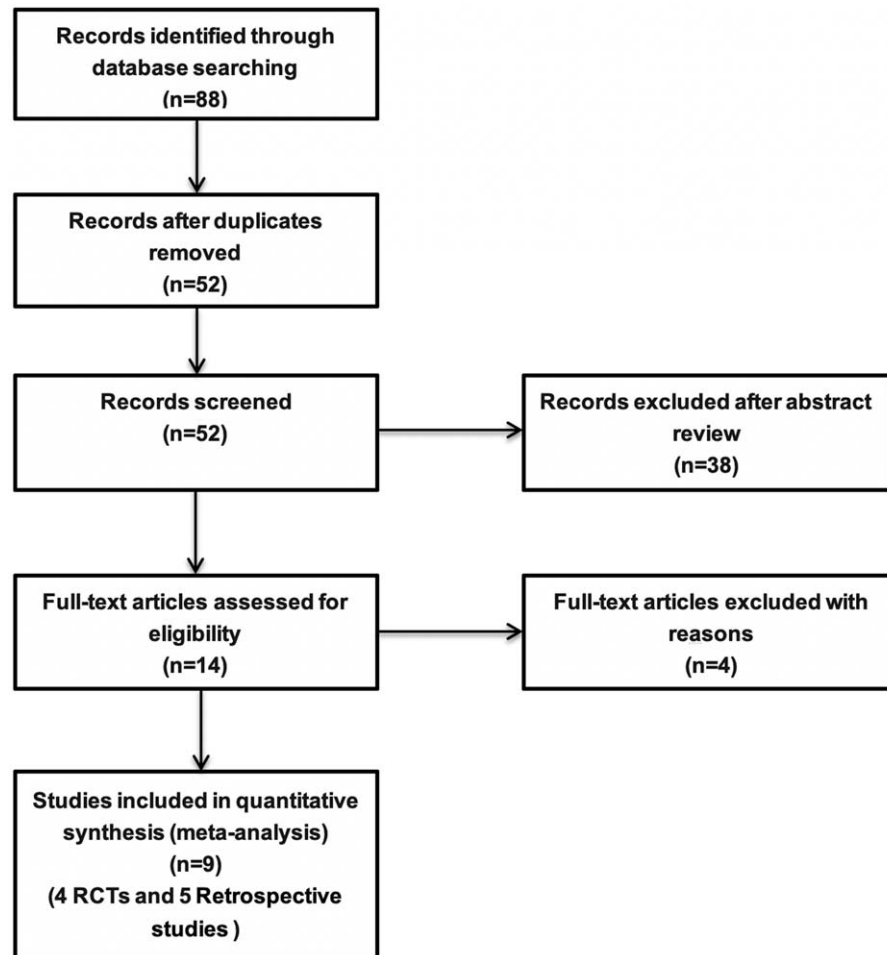 Records identified through
database searching
(n=88)
Records after duplicates
removed
(n=52)
Records screened
(n=52)
Records excluded after abstract
review
(n=38)
Full-text articles assessed for
eligibility
(n=14)
Full-text articles excluded with
reasons
(n=4)
Studies included in quantitative
synthesis (meta-analysis)
(n=9)
(4 RCTs and 5 Retrospective
studies )